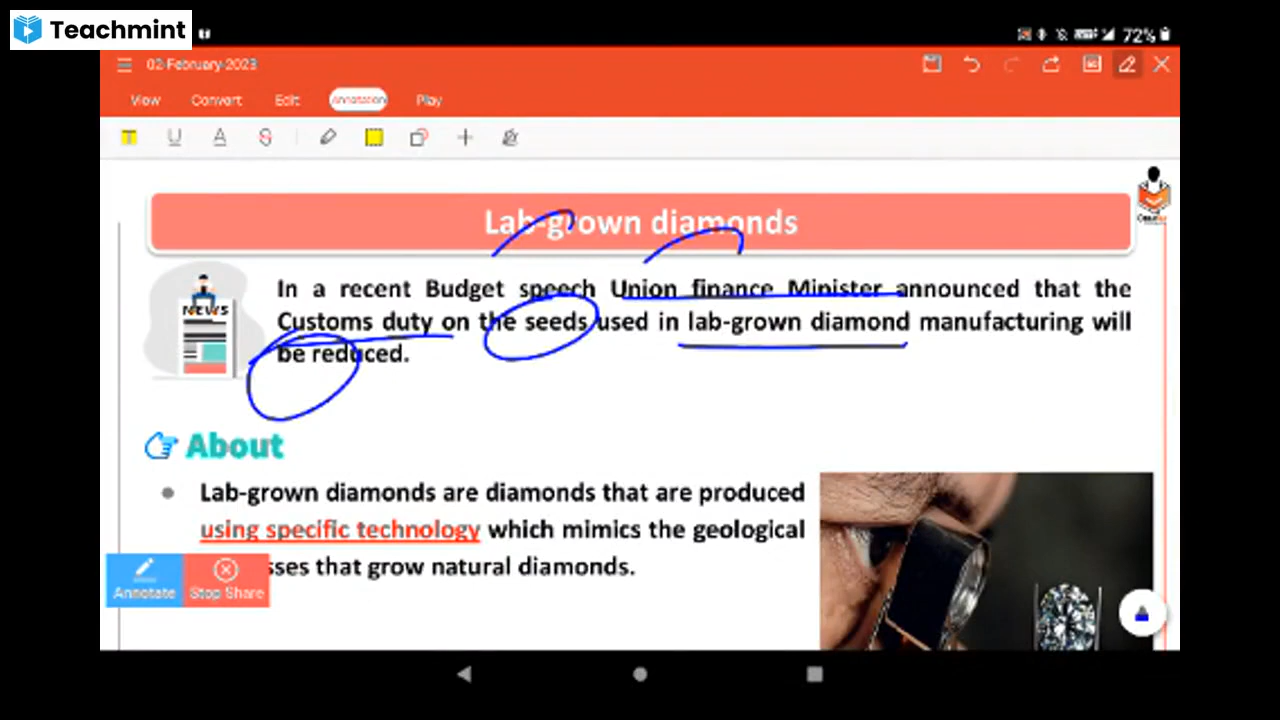 Teachmint
72%
02-February-2023
View Convert Edit Annotation Play
T U A S
Lab-grown diamonds
NEWS
In a recent Budget speech Union finance Minister announced that the
Customs duty on the seeds used in lab-grown diamond manufacturing will
be reduced.
About
Lab-grown diamonds are diamonds that are produced
using specific technology which mimics the geological
sses that grow natural diamonds.
Annotate Stop Share